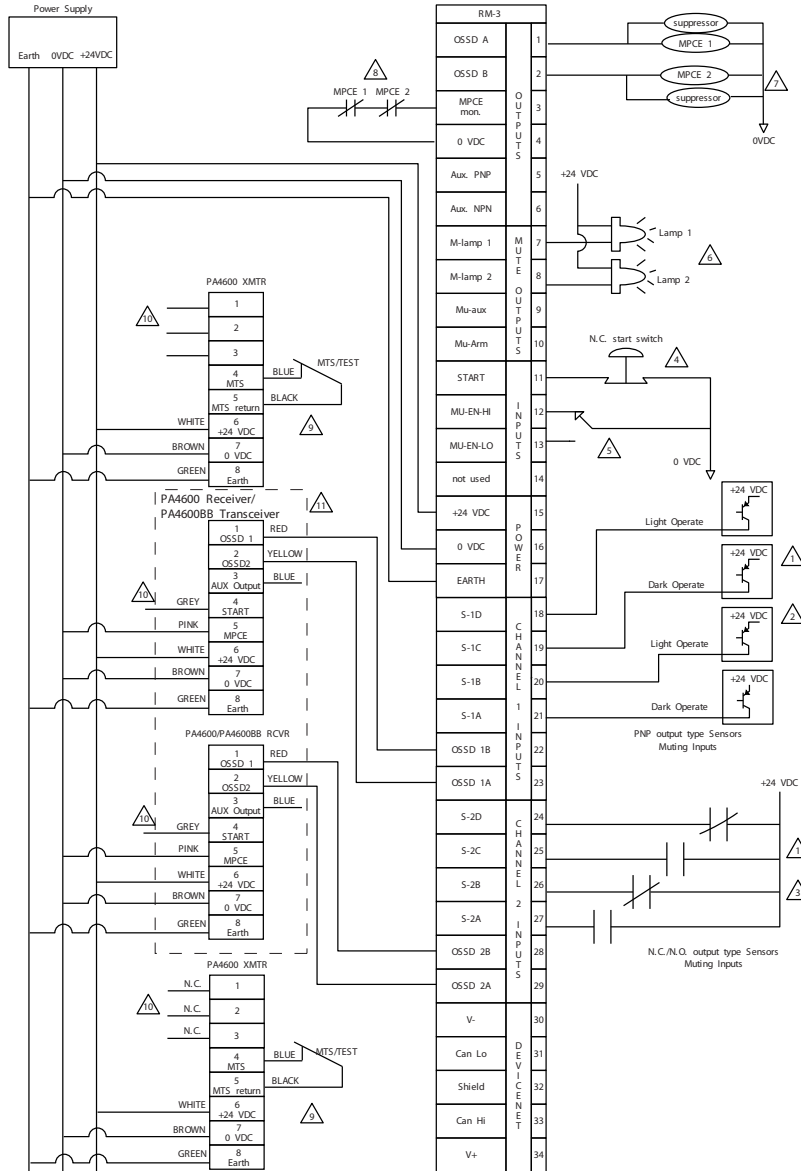 Power Supply
Earth 0VDC +24VDC
RM-3
OSSD A 1
OSSD B 2
MPCE mon. 3
0 VDC 4
Aux. PNP 5
Aux. NPN 6
OUTPUTS
M-lamp 1 7
M-lamp 2 8
Mu-aux 9
Mu-Arm 10
MUTE OUTPUTS
START 11
MU-EN-HI 12
MU-EN-LO 13
not used 14
INPUTS
+24 VDC 15
0 VDC 16
EARTH 17
POWER
S-1D 18
S-1C 19
S-1B 20
S-1A 21
OSSD 1B 22
OSSD 1A 23
CHANNEL 1 INPUTS
S-2D 24
S-2C 25
S-2B 26
S-2A 27
OSSD 2B 28
OSSD 2A 29
CHANNEL 2 INPUTS
V- 30
Can Lo 31
Shield 32
Can Hi 33
V+ 34
DEVICENET
suppressor
MPCE 1
MPCE 2
suppressor
7
0VDC
8
MPCE 1 MPCE 2
+24 VDC
Lamp 1
6
Lamp 2
N.C. start switch
4
5
0 VDC
+24 VDC
Light Operate
+24 VDC
1
Dark Operate
+24 VDC
2
Light Operate
+24 VDC
Dark Operate
PNP output type Sensors
Muting Inputs
+24 VDC
1
3
N.C./N.O. output type Sensors
Muting Inputs
PA4600 XMTR
10
1
2
3
4 MTS
BLUE
MTS/TEST
5 MTS return
BLACK
9
WHITE
6 +24 VDC
BROWN
7 0 VDC
GREEN
8 Earth
PA4600 Receiver/
PA4600BB Transceiver
11
1 OSSD 1
RED
2 OSSD2
YELLOW
3 AUX Output
BLUE
10
GREY
4 START
PINK
5 MPCE
WHITE
6 +24 VDC
BROWN
7 0 VDC
GREEN
8 Earth
PA4600/PA4600BB RCVR
1 OSSD 1
RED
2 OSSD2
YELLOW
3 AUX Output
BLUE
10
GREY
4 START
PINK
5 MPCE
WHITE
6 +24 VDC
BROWN
7 0 VDC
GREEN
8 Earth
PA4600 XMTR
N.C.
1
10
N.C.
2
N.C.
3
4 MTS
BLUE
MTS/TEST
5 MTS return
BLACK
9
WHITE
6 +24 VDC
BROWN
7 0 VDC
GREEN
8 Earth